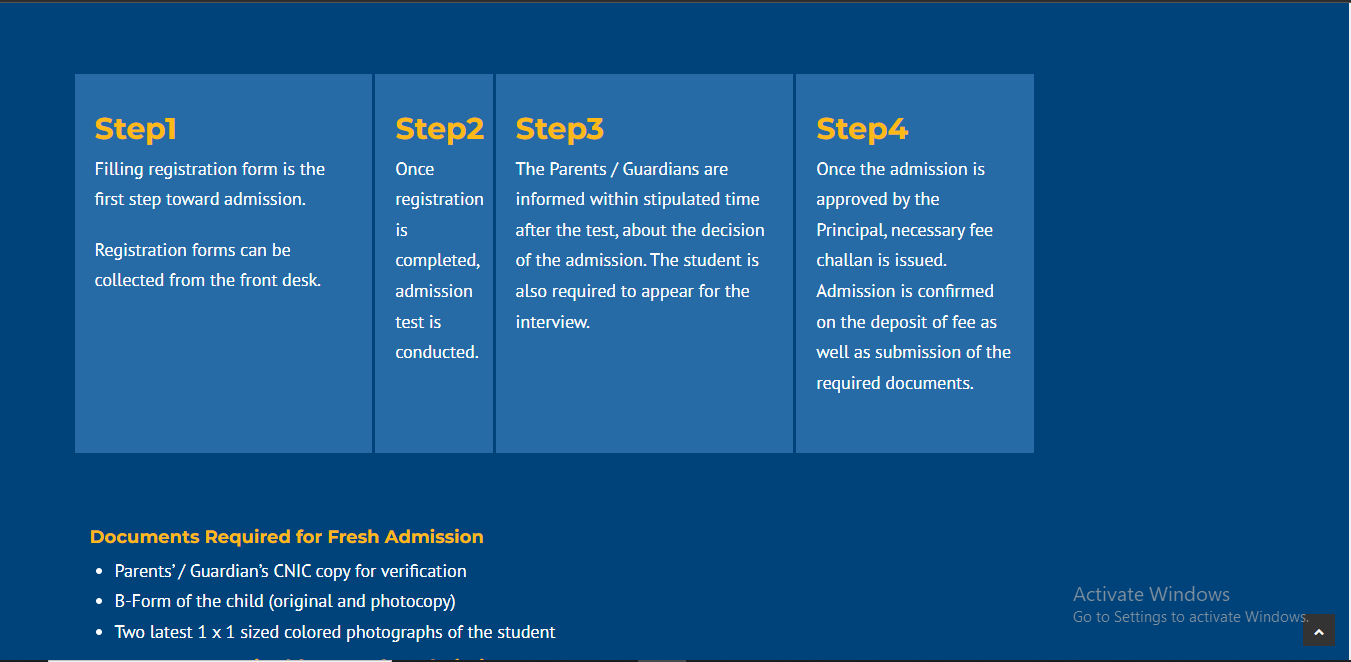 Step1
Filling registration form is the
first step toward admission.
Registration forms can be
collected from the front desk.
Step2
Once
registration
is
completed,
admission
test is
conducted.
Step3
The Parents / Guardians are
informed within stipulated time
after the test, about the decision
of the admission. The student is
also required to appear for the
interview.
Step4
Once the admission is
approved by the
Principal, necessary fee
challan is issued.
Admission is confirmed
on the deposit of fee as
well as submission of the
required documents.
Documents Required for Fresh Admission
• Parents’ / Guardian’s CNIC copy for verification
• B-Form of the child (original and photocopy)
• Two latest 1 x 1 sized colored photographs of the student
Activate Windows
Go to Settings to activate Windows.